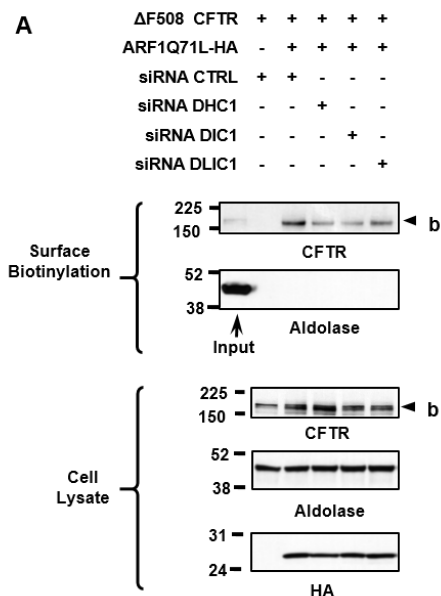 A
ΔF508 CFTR + + + + +
ARF1Q71L-HA - + + + +
siRNA CTRL + + - - -
siRNA DHC1 - - + - -
siRNA DIC1 - - - + -
siRNA DLIC1 - - - - +
Surface Biotinylation
225
150
b
CFTR
52
38
Input
Aldolase
Cell Lysate
225
150
b
CFTR
52
38
Aldolase
31
24
HA